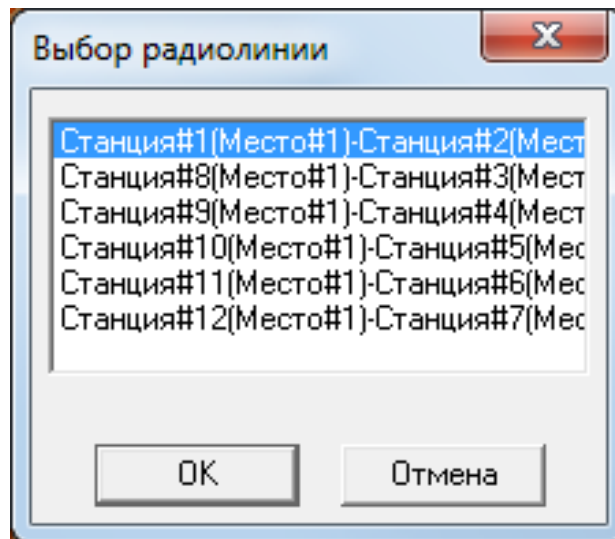 Выбор радиолинии
Станция#1(Место#1)-Станция#2(Мест
Станция#8(Место#1)-Станция#3(Мест
Станция#9(Место#1)-Станция#4(Мест
Станция#10(Место#1)-Станция#5(Мес
Станция#11(Место#1)-Станция#6(Мес
Станция#12(Место#1)-Станция#7(Мес
OK
Отмена